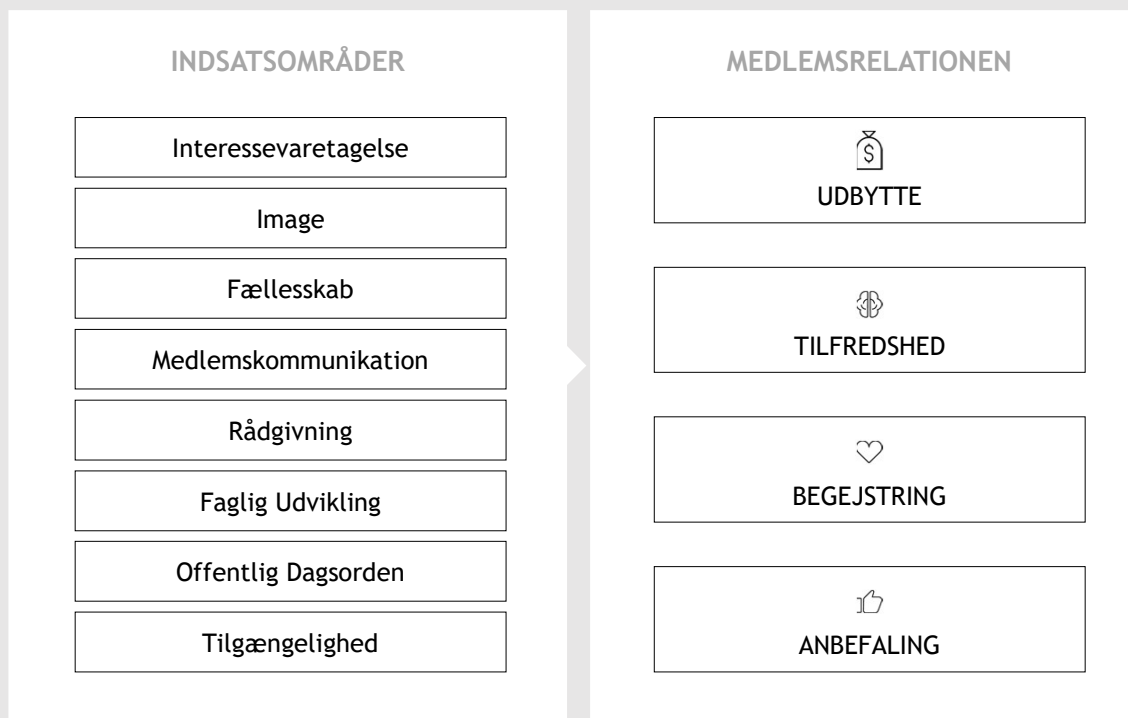 INDSATSOMRÅDER
Interessevaretagelse
Image
Fællesskab
Medlemskommunikation
Rådgivning
Faglig Udvikling
Offentlig Dagsorden
Tilgængelighed
MEDLEMSRELATIONEN
$
UDBYTTE
TILFREDSHED
BEGEJSTRING
ANBEFALING